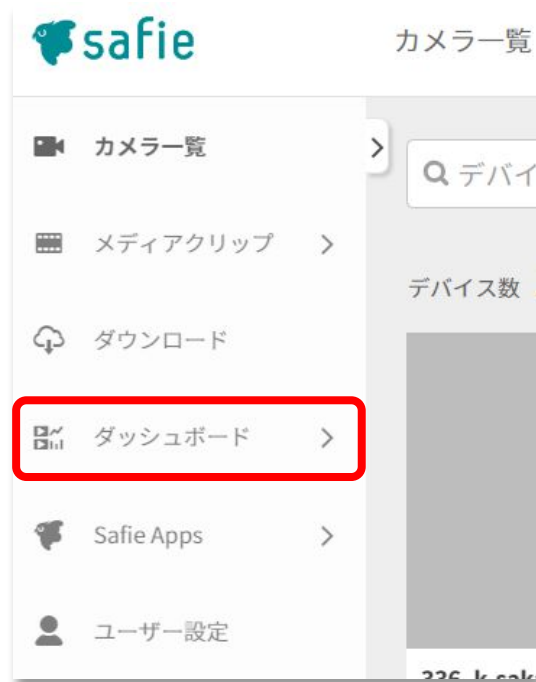 safie
カメラ一覧
カメラ一覧
デバイ
メディアクリップ
デバイス数
ダウンロード
ダッシュボード
Safie Apps
ユーザー設定